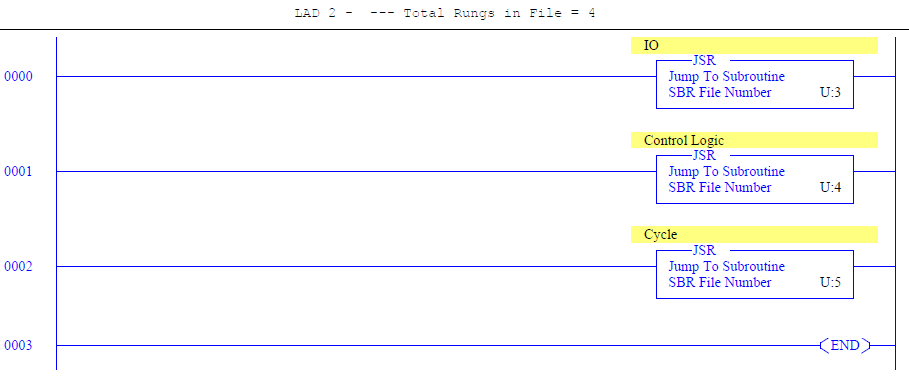 LAD 2 -  --- Total Rungs in File = 4
IO
JSR
0000
Jump To Subroutine
SBR File Number U:3
Control Logic
JSR
0001
Jump To Subroutine
SBR File Number U:4
Cycle
JSR
0002
Jump To Subroutine
SBR File Number U:5
0003
END